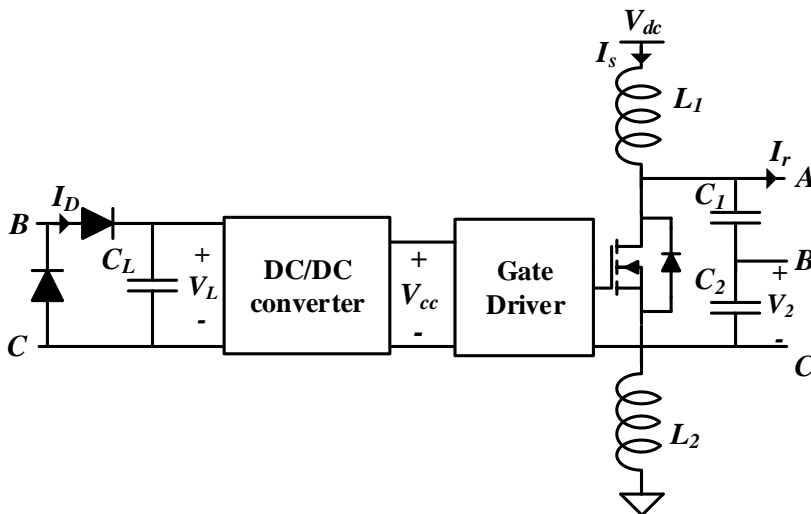 V_dc
I_s
L_1
I_r
A
C_1
B
I_D
B
C_L
+
V_L
-
DC/DC
converter
+
V_cc
-
Gate
Driver
C_2
+
V_2
-
C
C
L_2